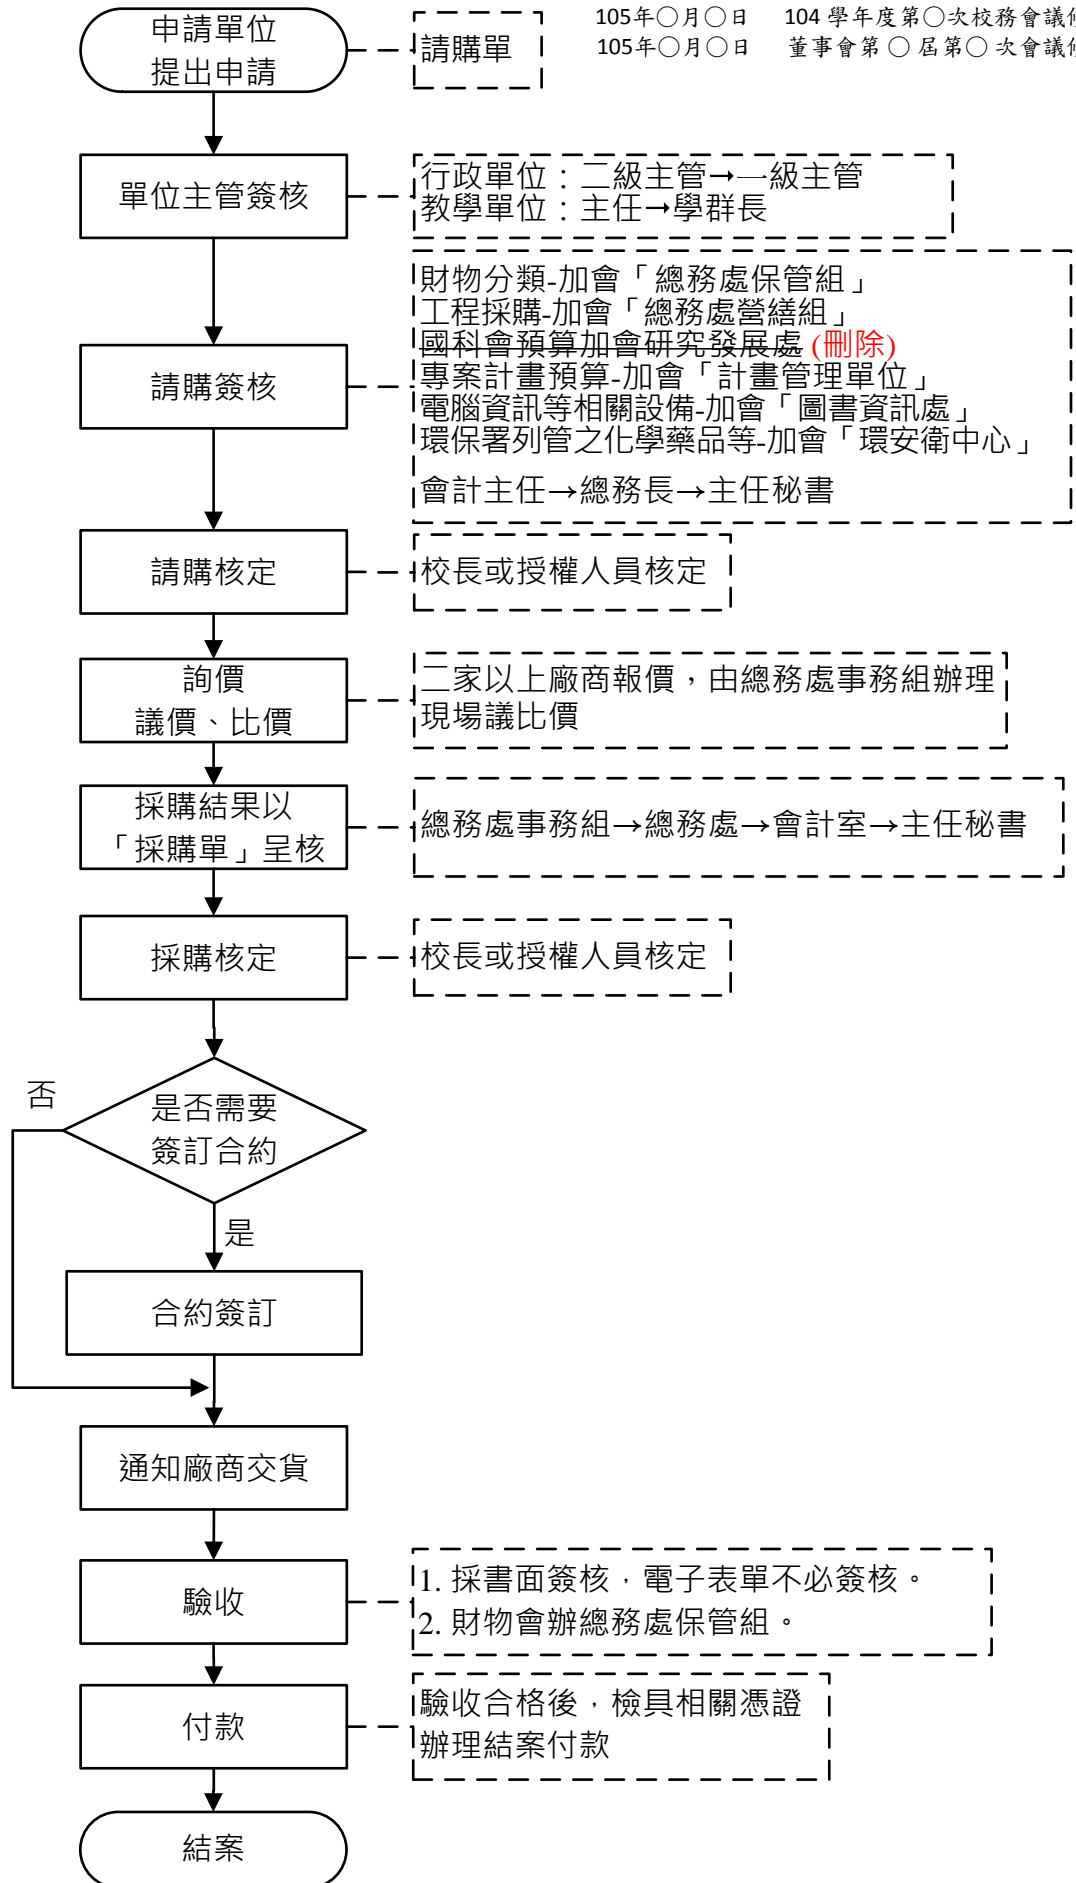 105年○月○日 104 學年度第○次校務會議
105年○月○日 董事會第 ○ 屆第○ 次會議
申請單位
提出申請
請購單
單位主管簽核
行政單位：二級主管→一級主管
教學單位：主任→學群長
請購簽核
財物分類-加會「總務處保管組」
工程採購-加會「總務處營繕組」
國科會預算加會研究發展處 (刪除)
專案計畫預算-加會「計畫管理單位」
電腦資訊等相關設備-加會「圖書資訊處」
環保署列管之化學藥品等-加會「環安衛中心」
會計主任→總務長→主任秘書
請購核定
校長或授權人員核定
詢價
議價、比價
二家以上廠商報價，由總務處事務組辦理
現場議比價
採購結果以
「採購單」呈核
總務處事務組→總務處→會計室→主任秘書
採購核定
校長或授權人員核定
是否需要
簽訂合約
否
是
合約簽訂
通知廠商交貨
驗收
1. 採書面簽核，電子表單不必簽核。
2. 財物會辦總務處保管組。
付款
驗收合格後，檢具相關憑證
辦理結案付款
結案